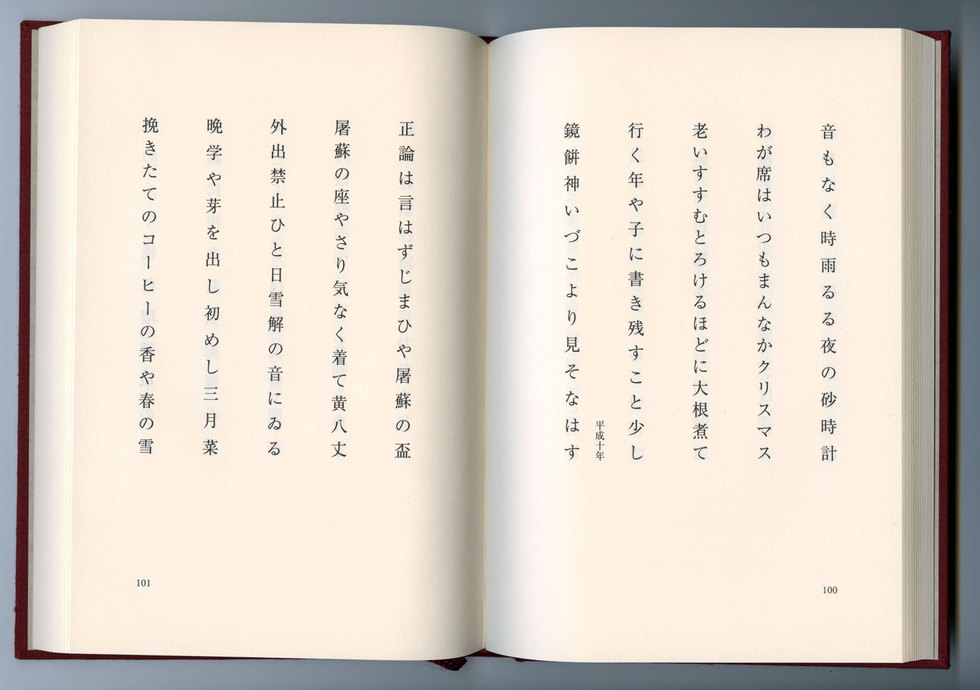 音もなく時雨るる夜の砂時計
わが席はいつもまんなかクリスマス
老いすすむとろけるほどに大根煮て
行く年や子に書き残すこと少し
平成十年
鏡餅神いづこより見そなはす
100
正論は言はずじまひや屠蘇の盃
屠蘇の座やさり気なく着て黄八丈
外出禁止ひと日雪解の音にゐる
晩学や芽を出し初めし三月菜
挽きたてのコーヒーの香や春の雪
101